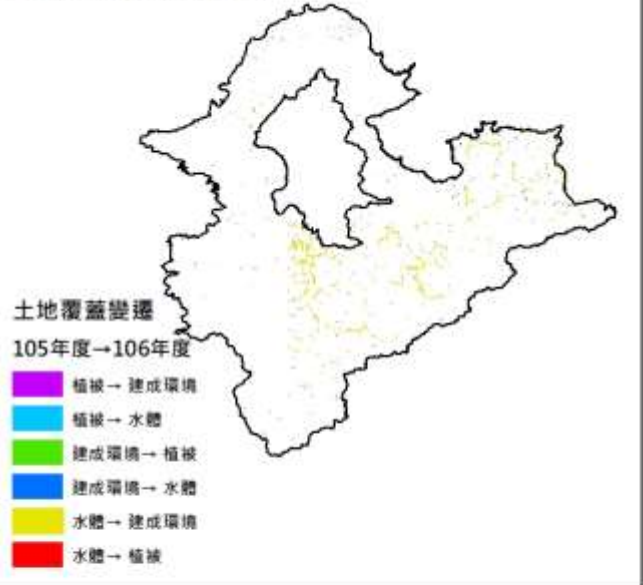 土地覆蓋變遷
105年度→106年度
植被→ 建成環境
植被→ 水體
建成環境→ 植被
建成環境→ 水體
水體→ 建成環境
水體→ 植被